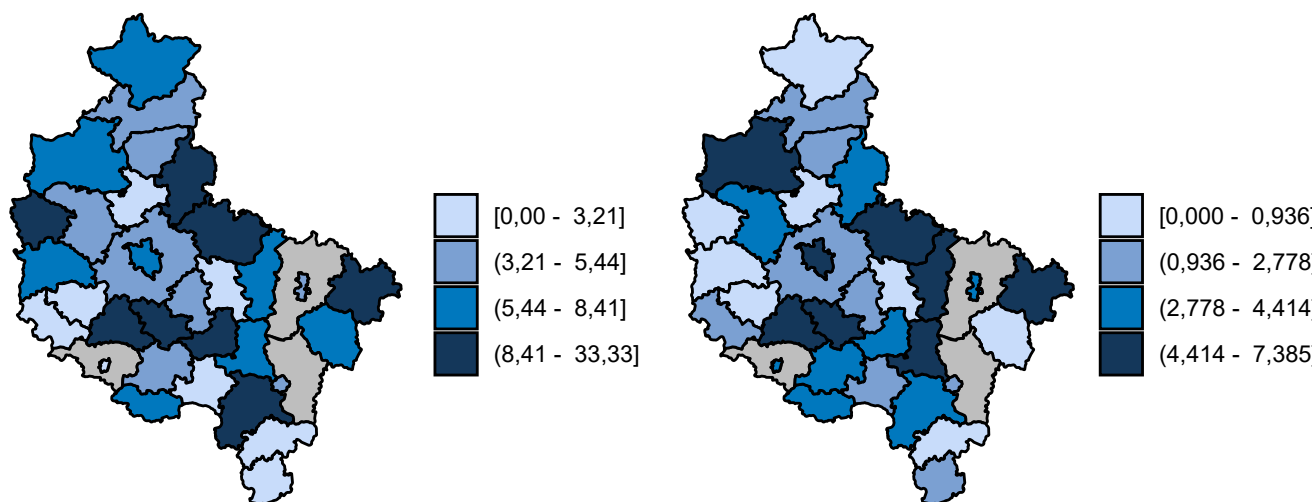 [0,00 - 3,21]
(3,21 - 5,44]
(5,44 - 8,41]
(8,41 - 33,33]
[0,000 - 0,936]
(0,936 - 2,778]
(2,778 - 4,414]
(4,414 - 7,385]